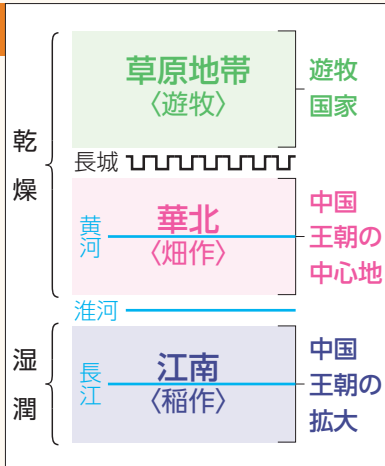 草原地帯
〈遊牧〉
遊牧
国家
乾燥
長城
黄河
華北
〈畑作〉
中国
王朝の
中心地
淮河
湿潤
長江
江南
〈稲作〉
中国
王朝の
拡大